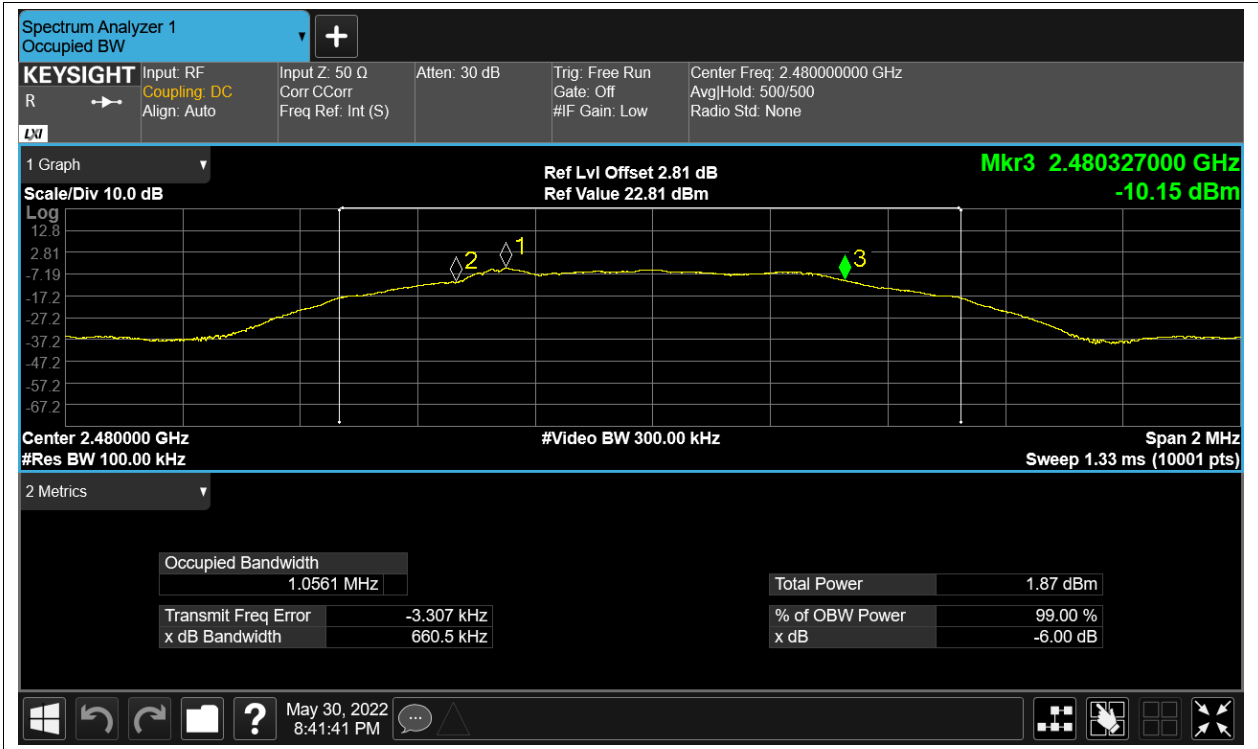 Spectrum Analyzer 1
Occupied BW
KEYSIGHT
R
LXI
Input: RF
Coupling: DC
Align: Auto
Input Z: 50 Ω
Corr CCorr
Freq Ref: Int (S)
Atten: 30 dB
Trig: Free Run
Gate: Off
#IF Gain: Low
Center Freq: 2.480000000 GHz
Avg|Hold: 500/500
Radio Std: None
1 Graph
Scale/Div 10.0 dB
Ref Lvl Offset 2.81 dB
Ref Value 22.81 dBm
Mkr3 2.480327000 GHz
-10.15 dBm
Log
12.8
2.81
-7.19
-17.2
-27.2
-37.2
-47.2
-57.2
-67.2
2
1
3
Center 2.480000 GHz
#Res BW 100.00 kHz
#Video BW 300.00 kHz
Span 2 MHz
Sweep 1.33 ms (10001 pts)
2 Metrics
Occupied Bandwidth
1.0561 MHz
Transmit Freq Error -3.307 kHz
x dB Bandwidth 660.5 kHz
Total Power 1.87 dBm
% of OBW Power 99.00 %
x dB -6.00 dB
?
May 30, 2022
8:41:41 PM